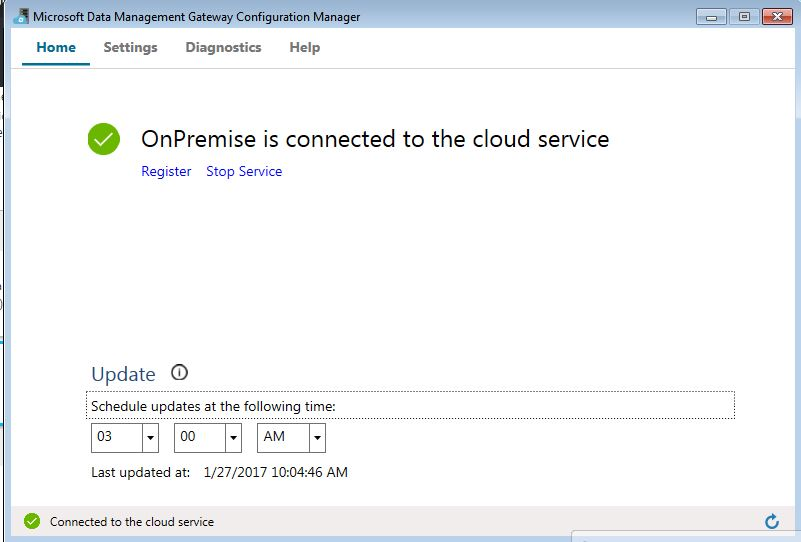 Microsoft Data Management Gateway Configuration Manager
Home Settings Diagnostics Help
OnPremise is connected to the cloud service
Register Stop Service
Update
Schedule updates at the following time:
03 00 AM
Last updated at: 1/27/2017 10:04:46 AM
Connected to the cloud service